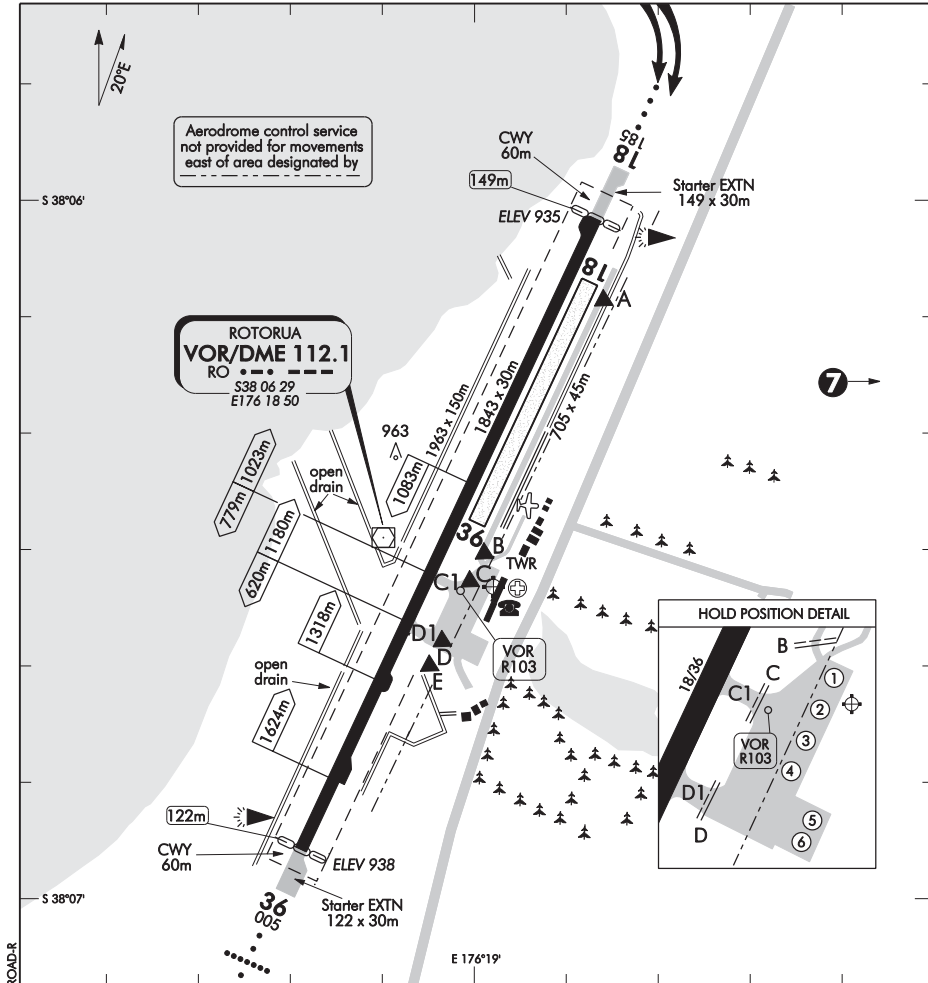 20°E
Aerodrome control service
not provided for movements
east of area designated by
CWY
60m
149m
18
185
Starter EXTN
149 x 30m
S 38°06'
ELEV 935
18
A
ROTORUA
VOR/DME 112.1
RO
S38 06 29
E176 18 50
7
963
1963 x 150m
1843 x 30m
705 x 45m
1083m
779m 1023m
open
drain
620m 1180m
1318m
36
B
TWR
C1
C
D1
D
E
VOR
R103
open
drain
1624m
HOLD POSITION DETAIL
18/36
B
C
C1
1
2
3
4
5
6
VOR
R103
D1
D
122m
CWY
60m
ELEV 938
S 38°07'
36
005
Starter EXTN
122 x 30m
E 176°19'
ROAD-R